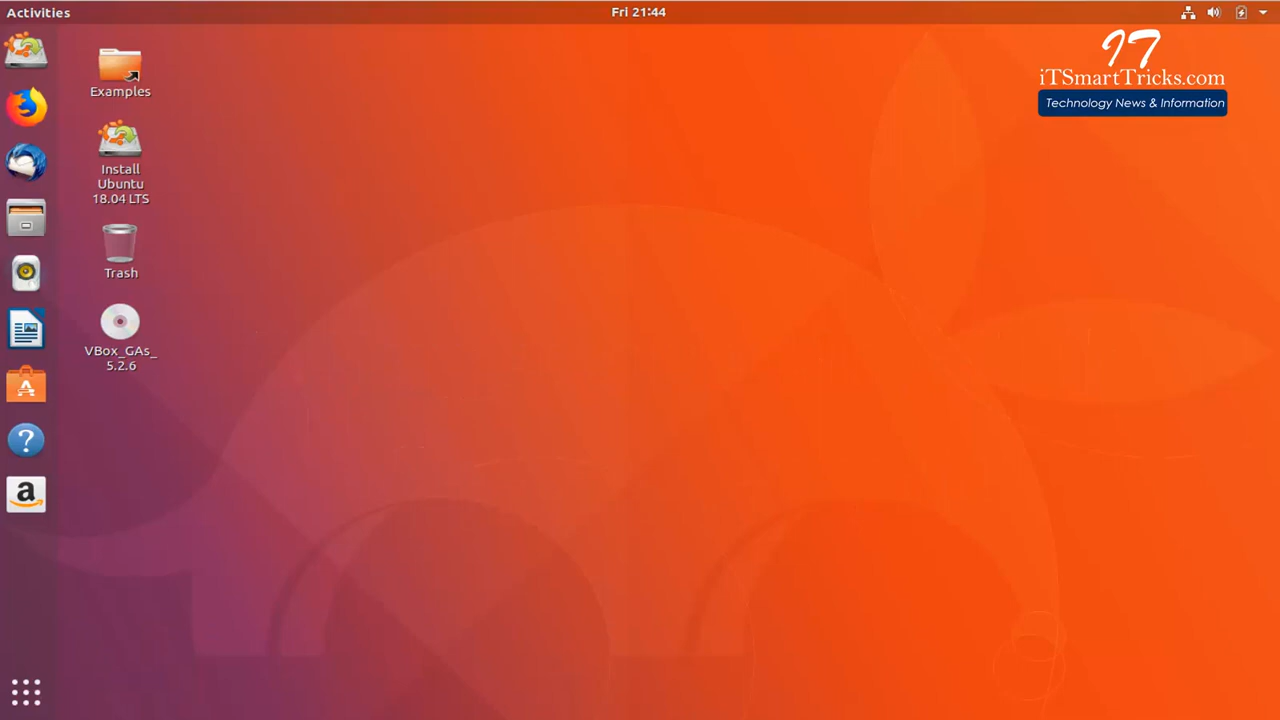 Activities
Fri 21:44
IT
iTSmartTricks.com
Technology News & Information
Examples
Install
Ubuntu
18.04 LTS
Trash
VBox_GAs_
5.2.6
A
?
a